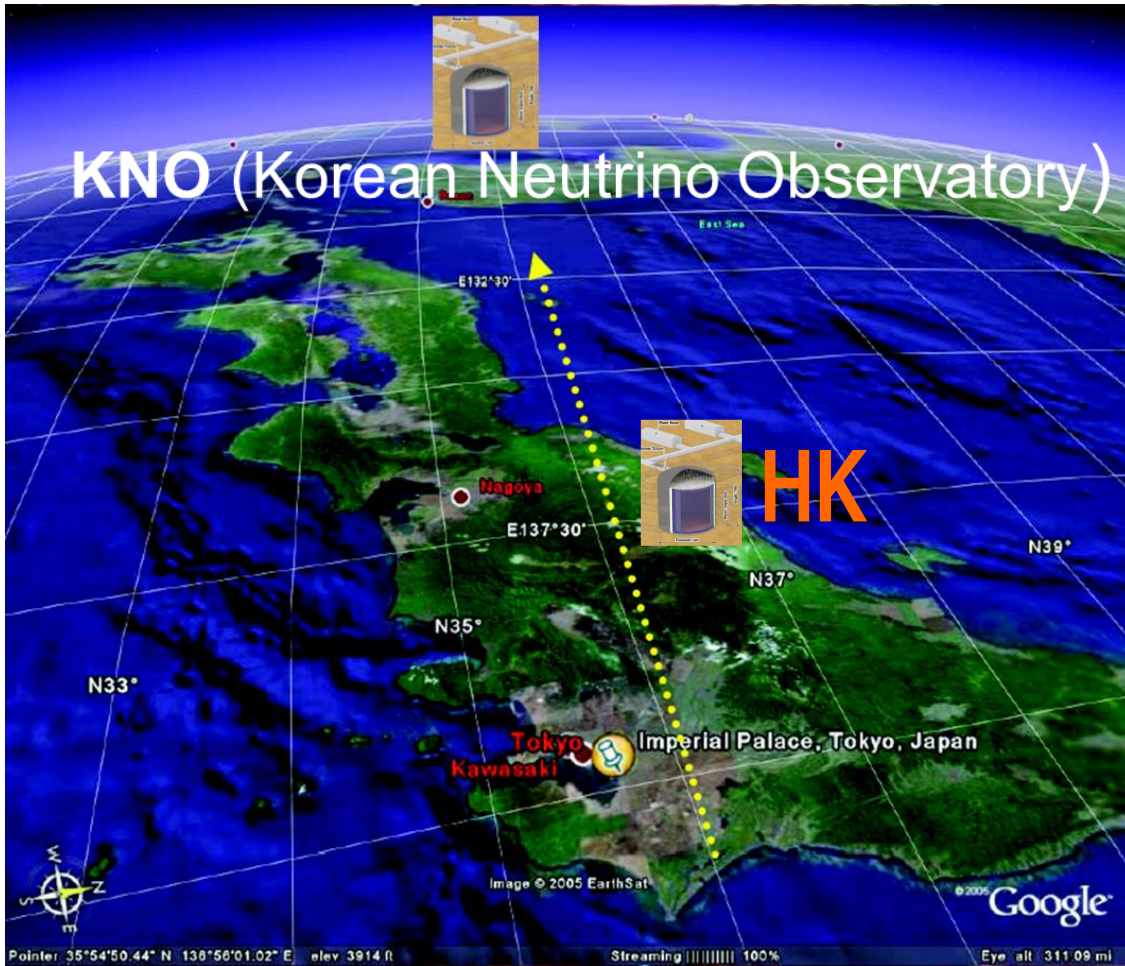 KNO (Korean Neutrino Observatory)
East Sea
E132°30'
HK
Nagoya
E137°30'
N39°
N37°
N35°
N33°
Tokyo
Imperial Palace, Tokyo, Japan
Kawasaki
W
N
S
E
Image © 2005 EarthSat
© 2005 Google
Pointer 35°54'50.44" N 136°56'01.02" E elev 3914 ft Streaming |||||||||| 100% Eye alt 311.09 mi